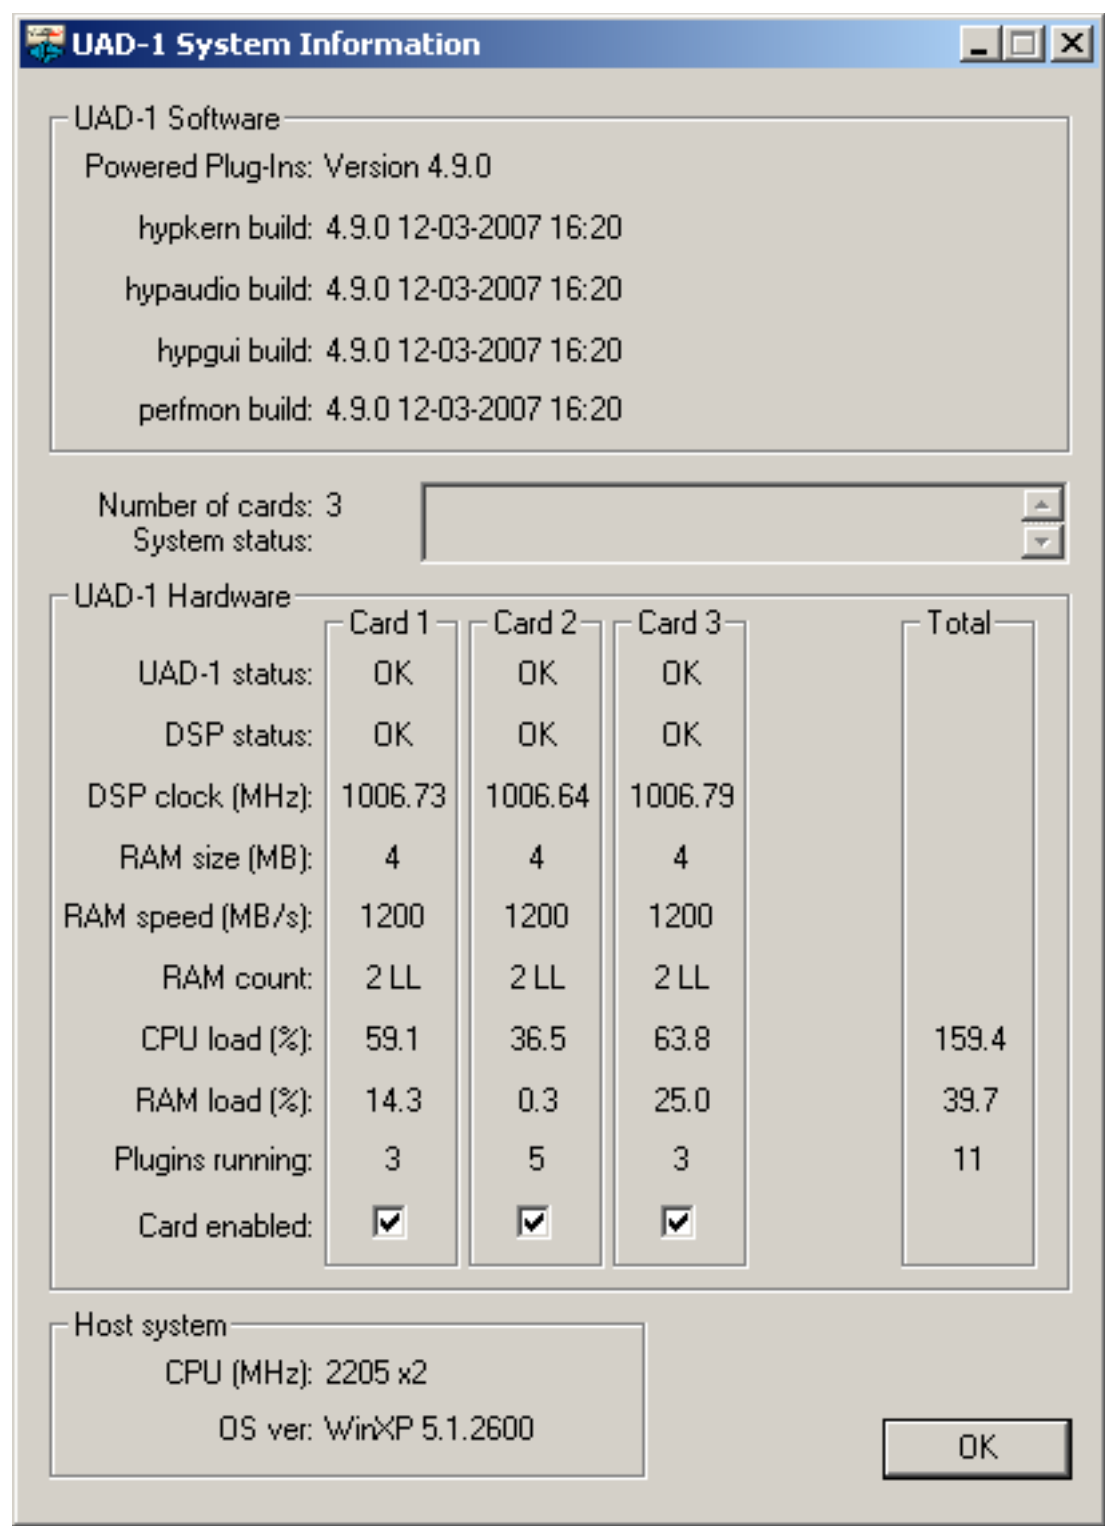 UAD-1 System Information
UAD-1 Software
Powered Plug-Ins: Version 4.9.0
hypkern build: 4.9.0 12-03-2007 16:20
hypaudio build: 4.9.0 12-03-2007 16:20
hypgui build: 4.9.0 12-03-2007 16:20
perfmon build: 4.9.0 12-03-2007 16:20
Number of cards: 3
System status:
UAD-1 Hardware
Card 1 Card 2 Card 3 Total
UAD-1 status: OK OK OK
DSP status: OK OK OK
DSP clock (MHz): 1006.73 1006.64 1006.79
RAM size (MB): 4 4 4
RAM speed (MB/s): 1200 1200 1200
RAM count: 2 LL 2 LL 2 LL
CPU load (%): 59.1 36.5 63.8 159.4
RAM load (%): 14.3 0.3 25.0 39.7
Plugins running: 3 5 3 11
Card enabled:
Host system
CPU (MHz): 2205 x2
OS ver: WinXP 5.1.2600
OK